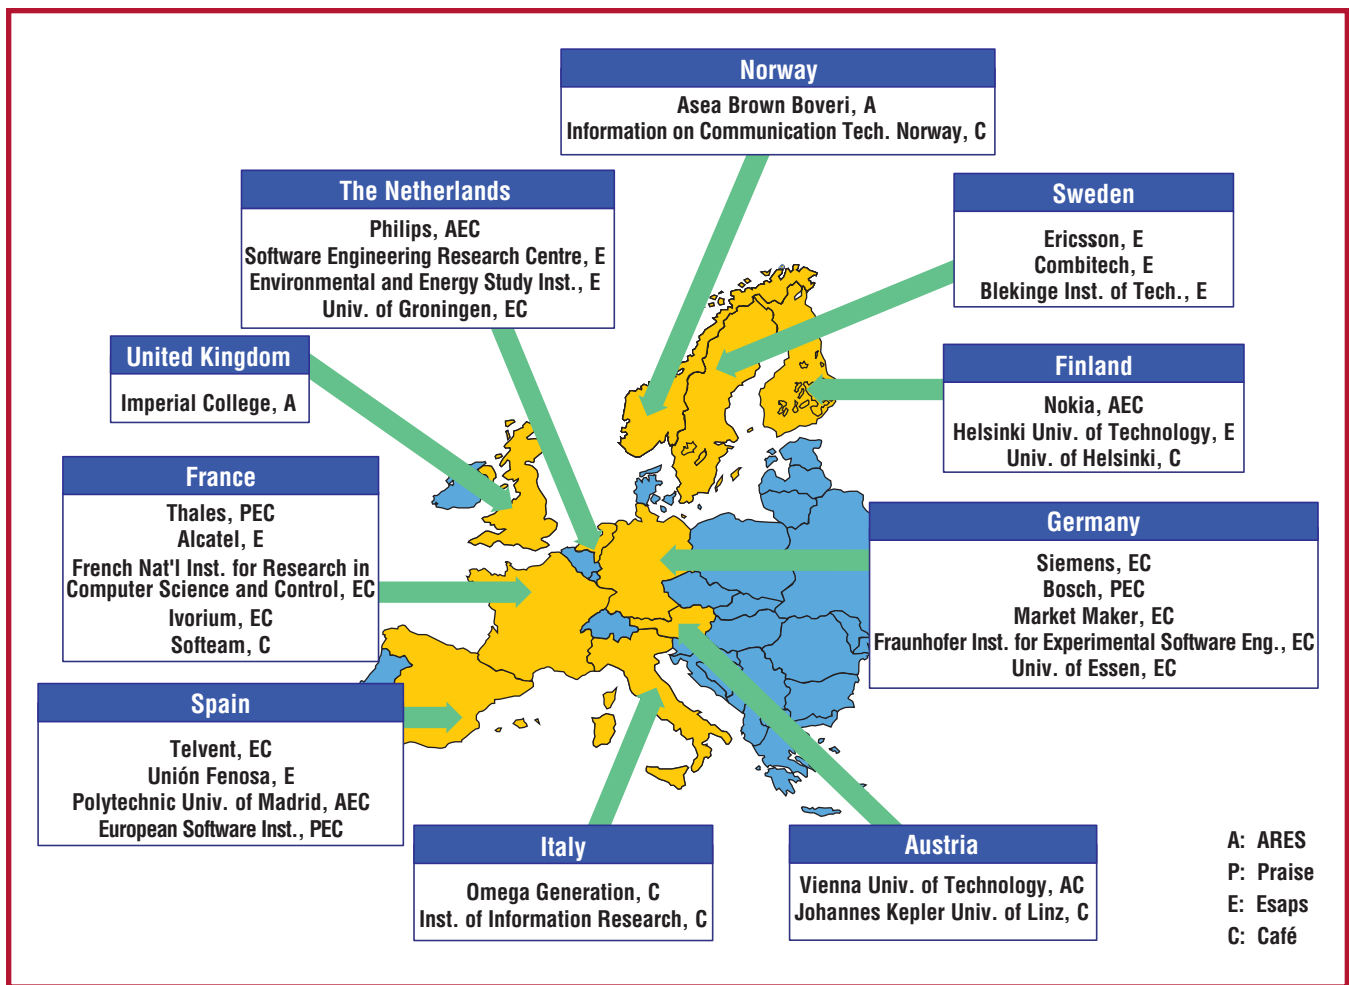 Norway
Asea Brown Boveri, A
Information on Communication Tech. Norway, C
The Netherlands
Philips, AEC
Software Engineering Research Centre, E
Environmental and Energy Study Inst., E
Univ. of Groningen, EC
Sweden
Ericsson, E
Combitech, E
Blekinge Inst. of Tech., E
United Kingdom
Imperial College, A
Finland
Nokia, AEC
Helsinki Univ. of Technology, E
Univ. of Helsinki, C
France
Thales, PEC
Alcatel, E
French Nat'l Inst. for Research in
Computer Science and Control, EC
Ivorium, EC
Softeam, C
Germany
Siemens, EC
Bosch, PEC
Market Maker, EC
Fraunhofer Inst. for Experimental Software Eng., EC
Univ. of Essen, EC
Spain
Telvent, EC
Unión Fenosa, E
Polytechnic Univ. of Madrid, AEC
European Software Inst., PEC
Italy
Omega Generation, C
Inst. of Information Research, C
Austria
Vienna Univ. of Technology, AC
Johannes Kepler Univ. of Linz, C
A: ARES
P: Praise
E: Esaps
C: Café